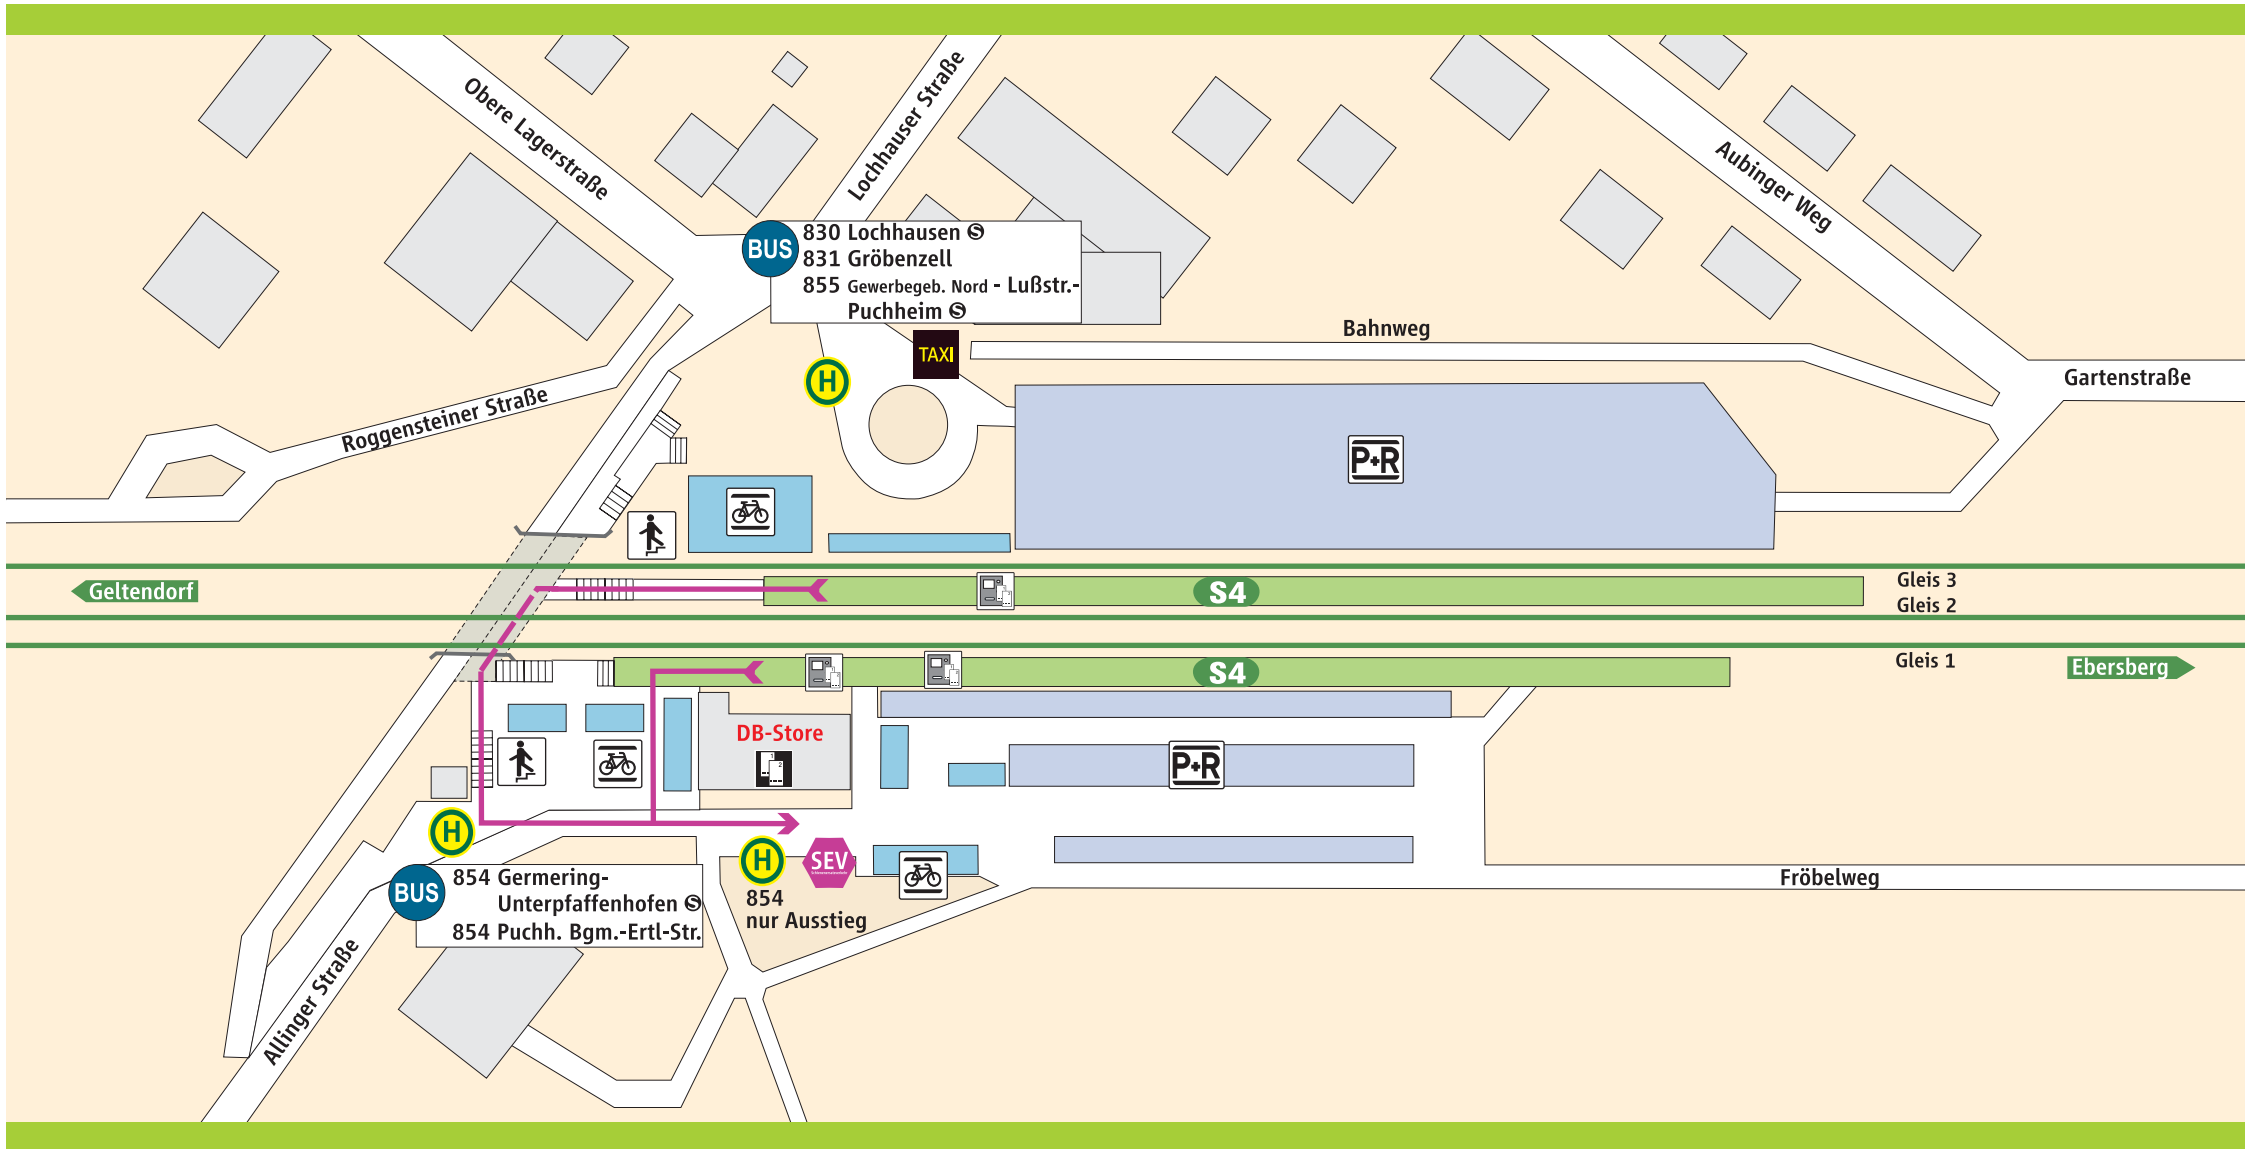 Obere Lagerstraße
Lochhauser Straße
Aubinger Weg
BUS
830 Lochhausen S
831 Gröbenzell
855 Gewerbegeb. Nord - Lußstr.-
Puchheim S
TAXI
H
Bahnweg
Gartenstraße
Roggensteiner Straße
P+R
Geltendorf
S4
Gleis 3
Gleis 2
S4
Gleis 1
Ebersberg
DB-Store
1
2
P+R
H
H
SEV
BUS
854 Germering-
Unterpfaffenhofen S
854 Puchh. Bgm.-Ertl-Str.
854
nur Ausstieg
Fröbelweg
Allinger Straße